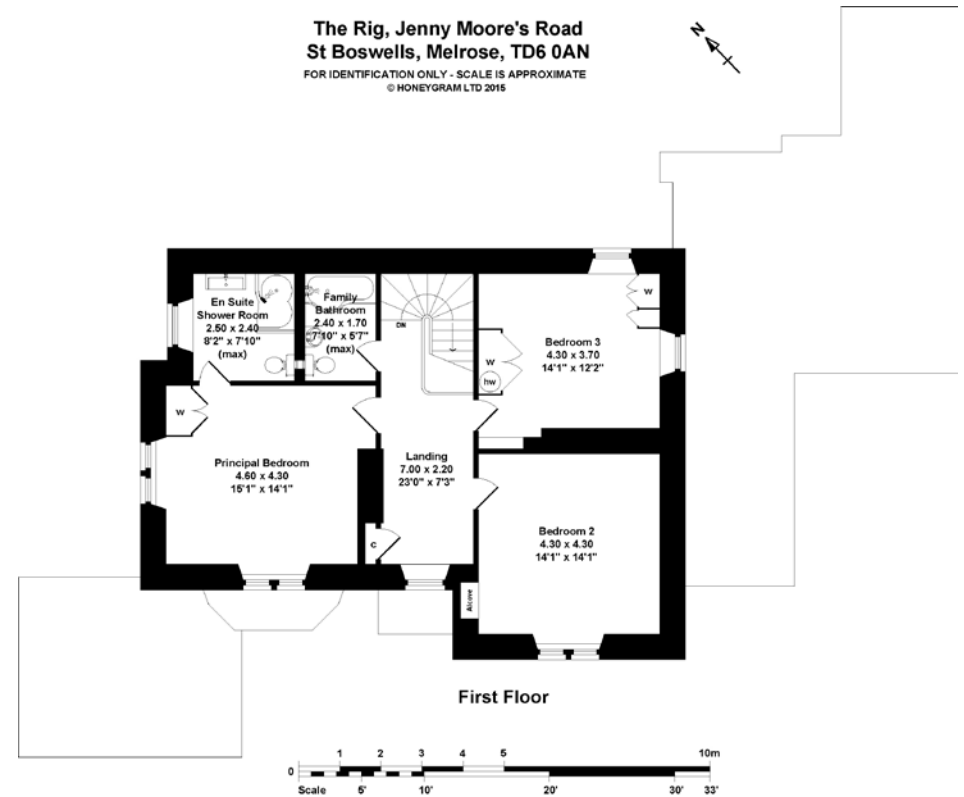 The Rig, Jenny Moore's Road
St Boswells, Melrose, TD6 0AN
FOR IDENTIFICATION ONLY - SCALE IS APPROXIMATE
© HONEYGRAM LTD 2015
N
En Suite
Shower Room
2.50 x 2.40
8'2" x 7'10"
(max)
Family
Bathroom
2.40 x 1.70
7'10" x 5'7"
(max)
DN
W
Bedroom 3
4.30 x 3.70
14'1" x 12'2"
W
hw
W
Principal Bedroom
4.60 x 4.30
15'1" x 14'1"
Landing
7.00 x 2.20
23'0" x 7'3"
C
Bedroom 2
4.30 x 4.30
14'1" x 14'1"
Alcove
First Floor
1 2 3 4 5 10m
0
Scale 5' 10' 20' 30' 33'